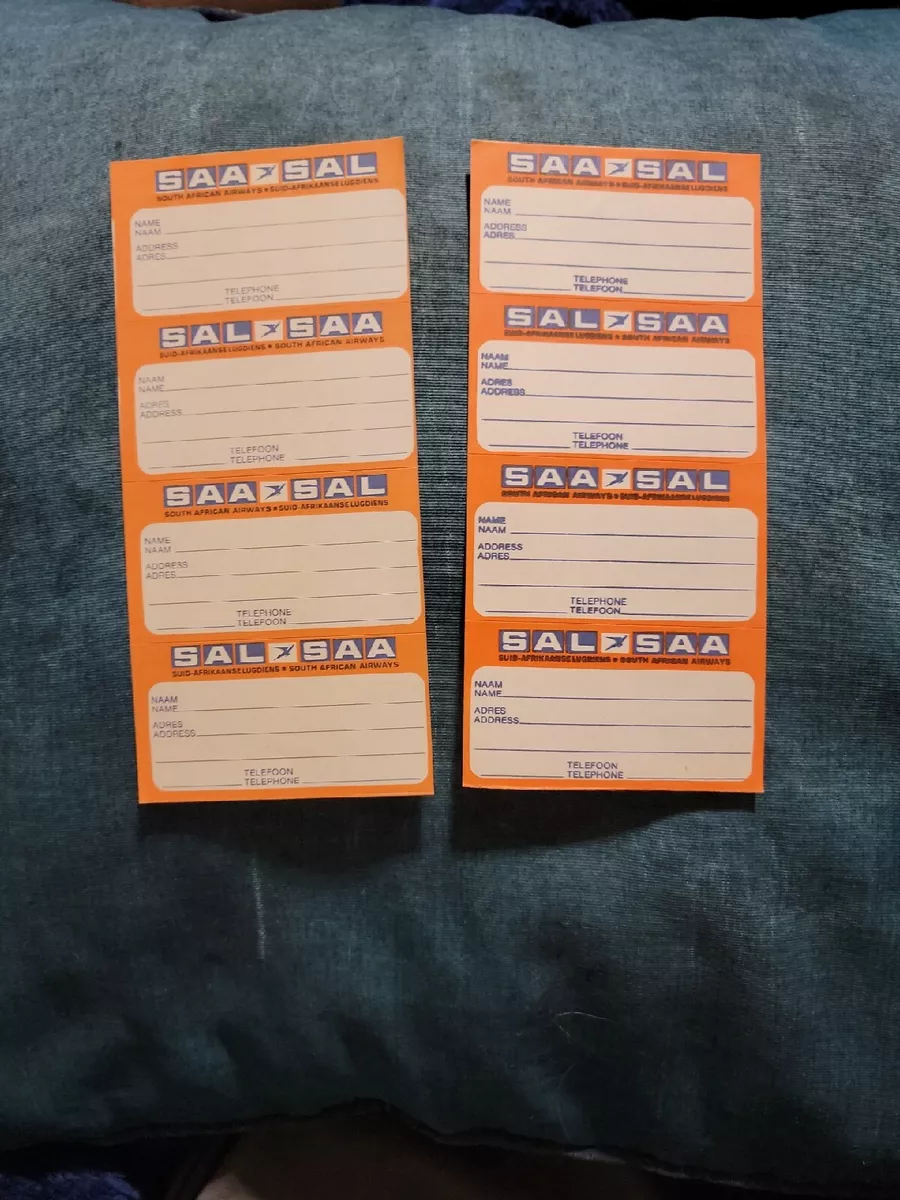 SAA SAL
SOUTH AFRICAN AIRWAYS • SUID-AFRIKAANSE LUGDIENS
NAME
NAAM
ADDRESS
ADRES
TELEPHONE
TELEFOON
SAL SAA
SUID-AFRIKAANSE LUGDIENS • SOUTH AFRICAN AIRWAYS
NAAM
NAME
ADRES
ADDRESS
TELEFOON
TELEPHONE
SAA SAL
SOUTH AFRICAN AIRWAYS • SUID-AFRIKAANSE LUGDIENS
NAME
NAAM
ADDRESS
ADRES
TELEPHONE
TELEFOON
SAL SAA
SUID-AFRIKAANSE LUGDIENS • SOUTH AFRICAN AIRWAYS
NAAM
NAME
ADRES
ADDRESS
TELEFOON
TELEPHONE
SAA SAL
SOUTH AFRICAN AIRWAYS • SUID-AFRIKAANSE LUGDIENS
NAME
NAAM
ADDRESS
ADRES
TELEPHONE
TELEFOON
SAL SAA
SUID-AFRIKAANSE LUGDIENS • SOUTH AFRICAN AIRWAYS
NAAM
NAME
ADRES
ADDRESS
TELEFOON
TELEPHONE
SAA SAL
SOUTH AFRICAN AIRWAYS • SUID-AFRIKAANSE LUGDIENS
NAME
NAAM
ADDRESS
ADRES
TELEPHONE
TELEFOON
SAL SAA
SUID-AFRIKAANSE LUGDIENS • SOUTH AFRICAN AIRWAYS
NAAM
NAME
ADRES
ADDRESS
TELEFOON
TELEPHONE